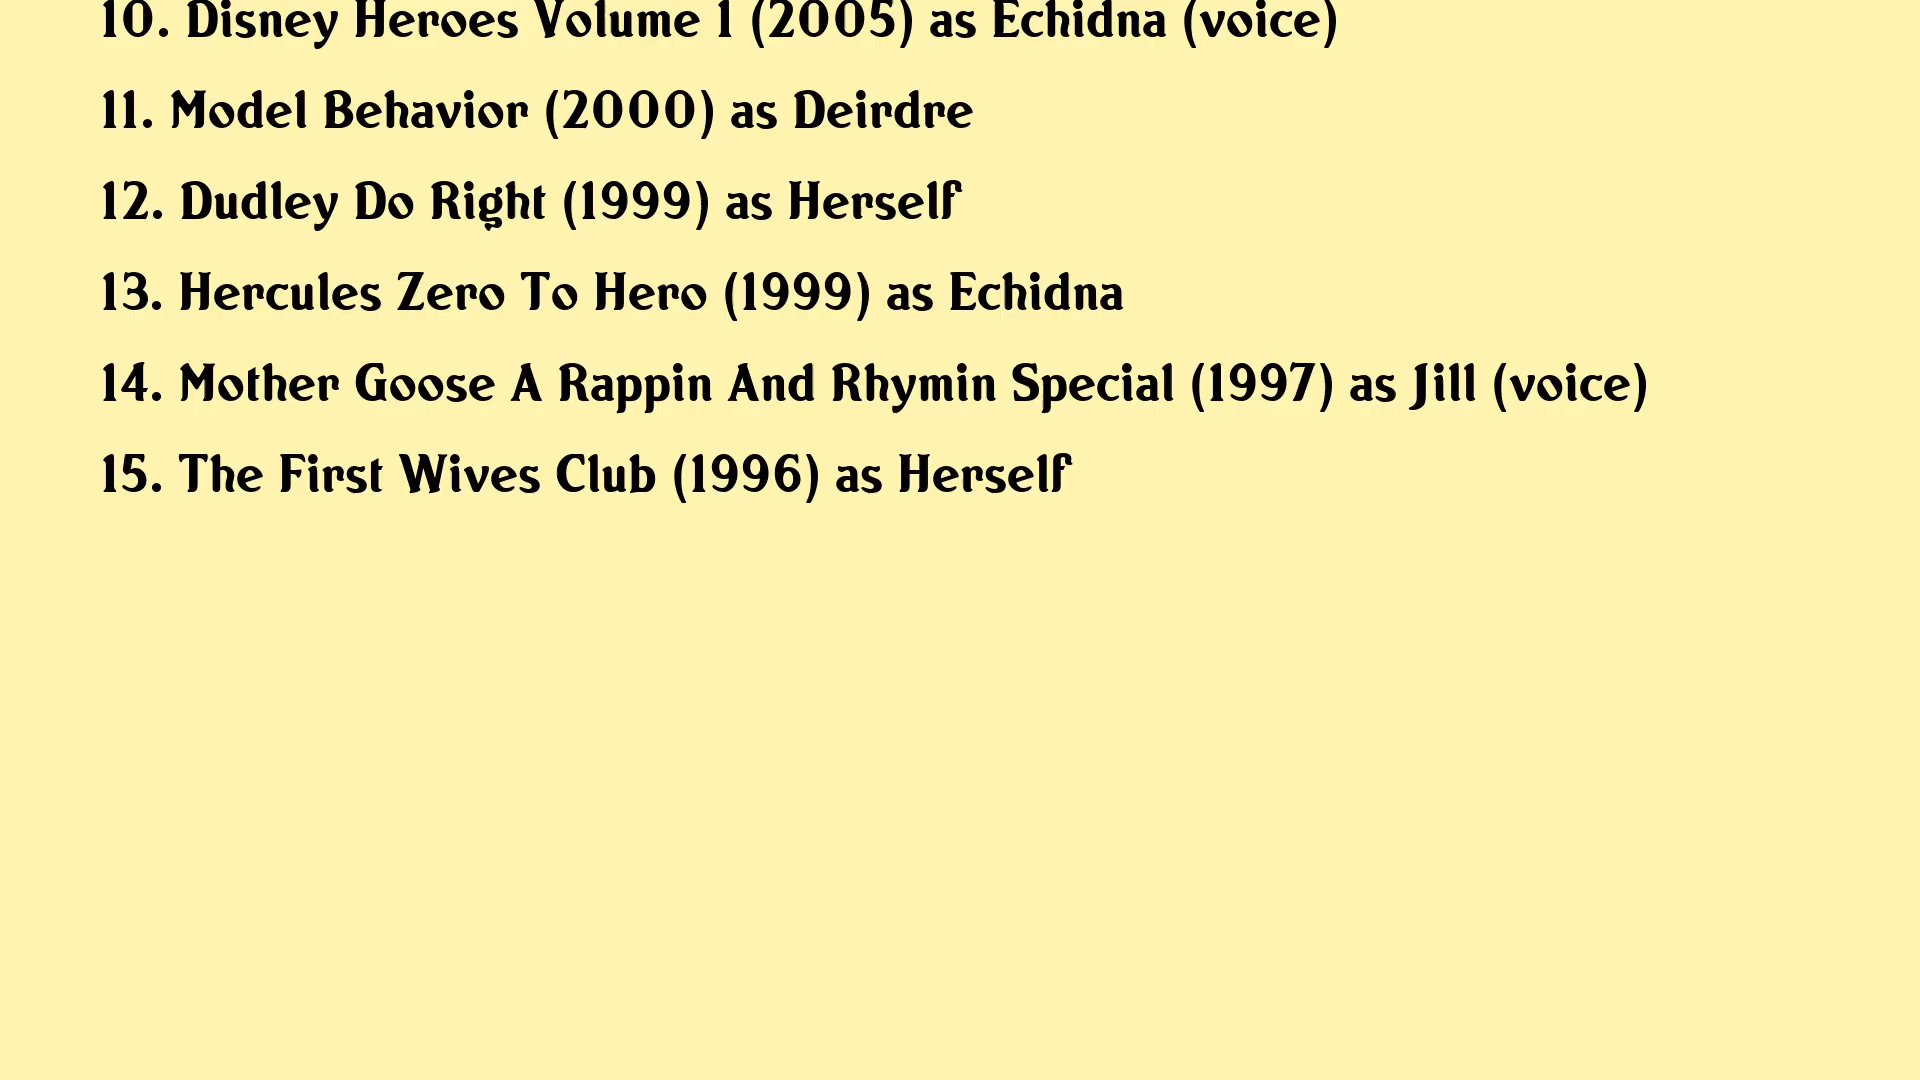 10. Disney Heroes Volume 1 (2005) as Echidna (voice)
11. Model Behavior (2000) as Deirdre
12. Dudley Do Right (1999) as Herself
13. Hercules Zero To Hero (1999) as Echidna
14. Mother Goose A Rappin And Rhymin Special (1997) as Jill (voice)
15. The First Wives Club (1996) as Herself